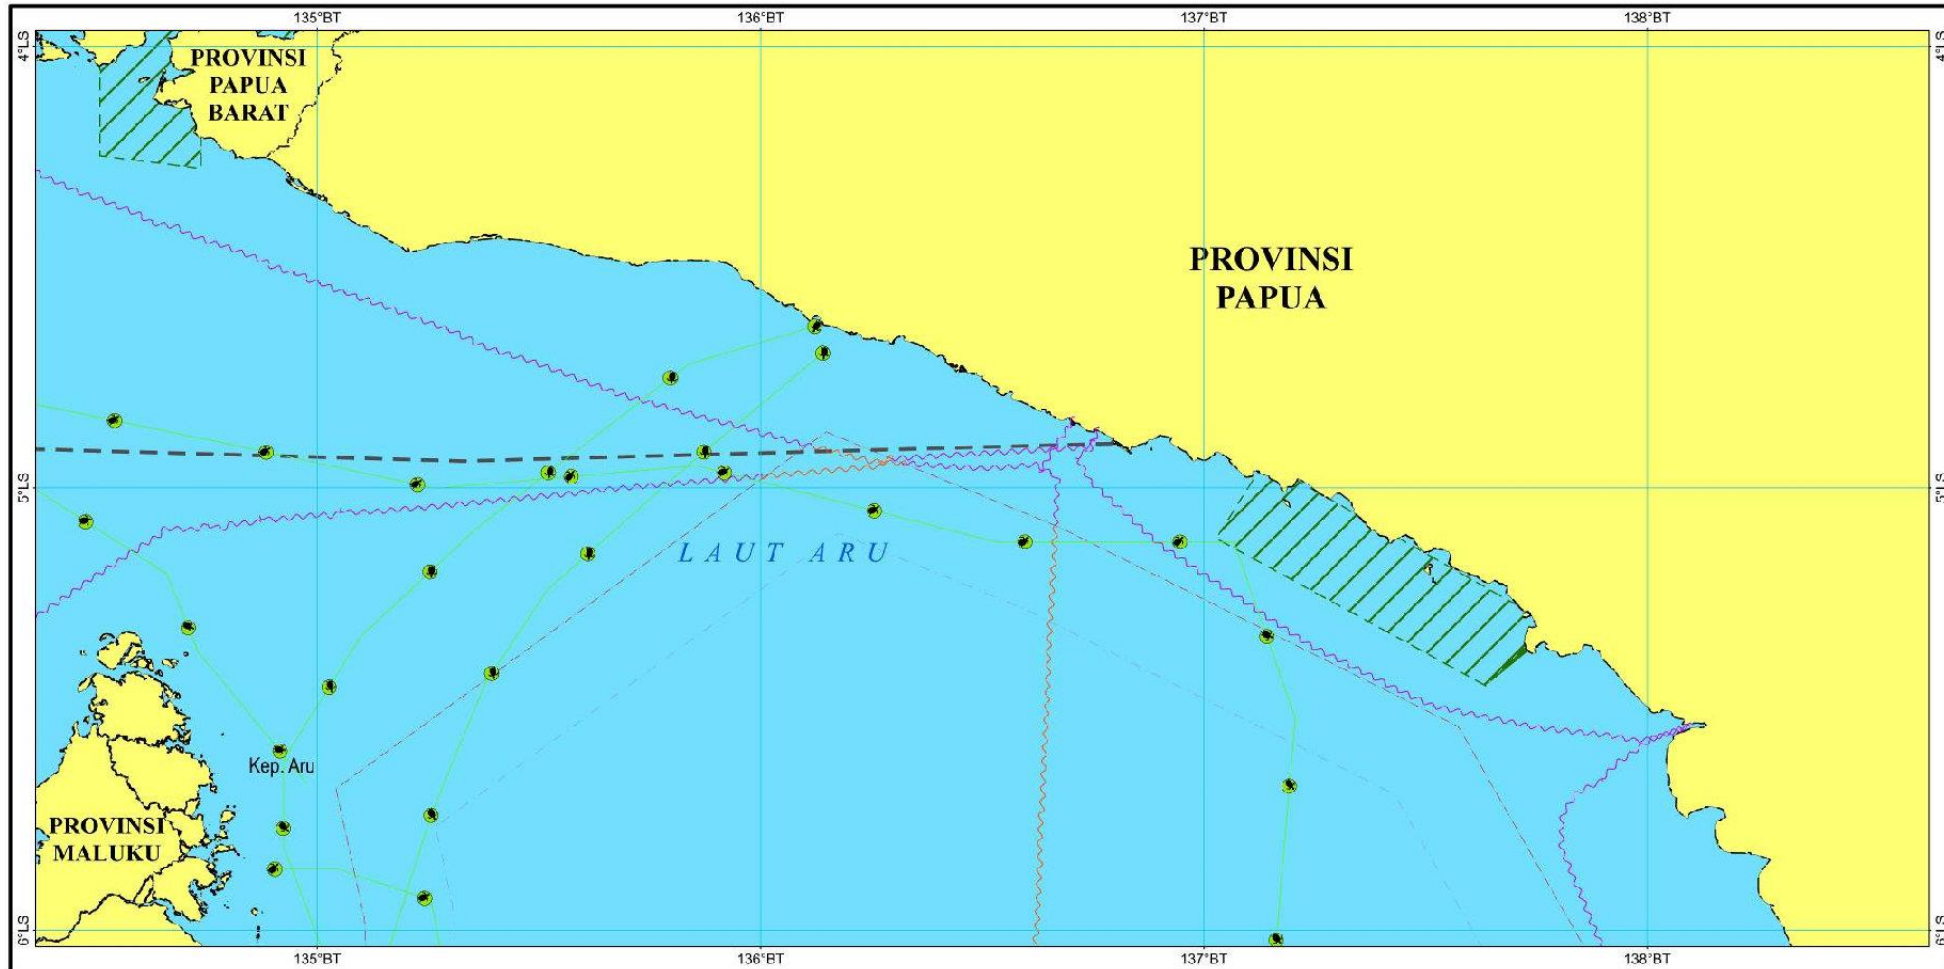 135°BT
136°BT
137°BT
138°BT
4°LS
4°LS
PROVINSI
PAPUA
BARAT
PROVINSI
PAPUA
5°LS
5°LS
LAUT ARU
Kep. Aru
PROVINSI
MALUKU
6°LS
6°LS
135°BT
136°BT
137°BT
138°BT